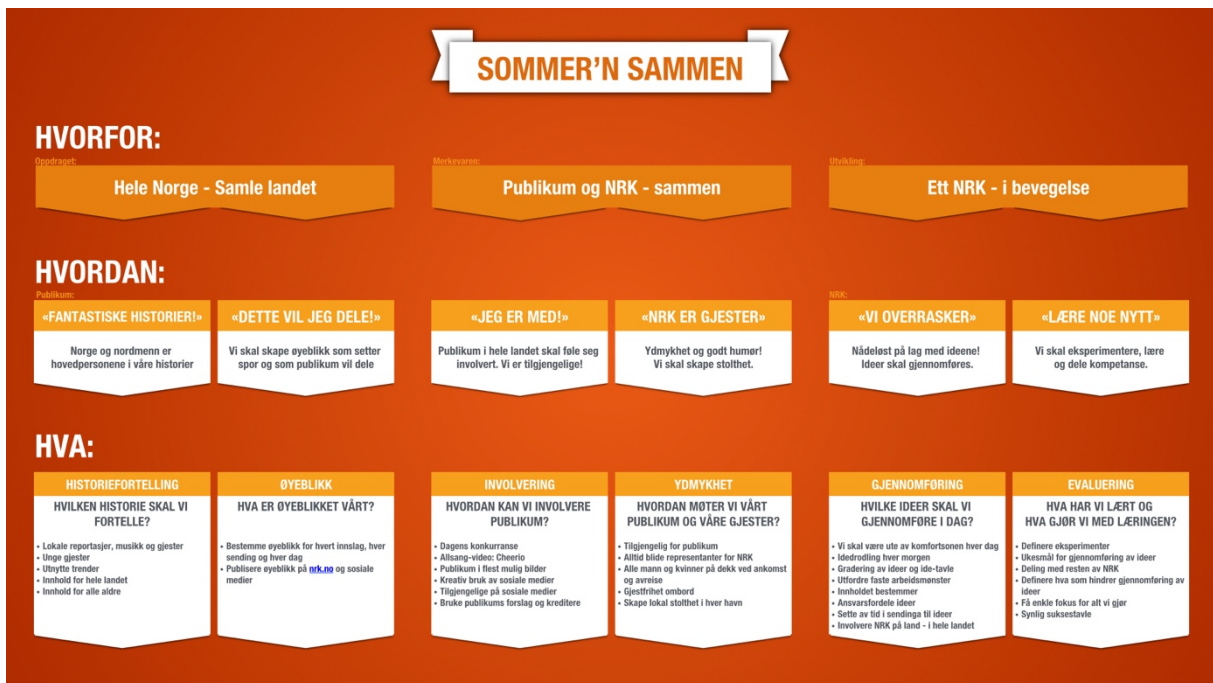 SOMMER'N SAMMEN
HVORFOR:
Oppdraget:
Hele Norge - Samle landet
Merkevaren:
Publikum og NRK - sammen
Utvikling:
Ett NRK - i bevegelse
HVORDAN:
Publikum:
«FANTASTISKE HISTORIER!»
Norge og nordmenn er
hovedpersonene i våre historier
«DETTE VIL JEG DELE!»
Vi skal skape øyeblikk som setter
spor og som publikum vil dele
«JEG ER MED!»
Publikum i hele landet skal føle seg
involvert. Vi er tilgjengelige!
«NRK ER GJESTER»
Ydmykhet og godt humør!
Vi skal skape stolthet.
NRK:
«VI OVERRASKER»
Nådeløst på lag med ideene!
Ideer skal gjennomføres.
«LÆRE NOE NYTT»
Vi skal eksperimentere, lære
og dele kompetanse.
HVA:
HISTORIEFORTELLING
HVILKEN HISTORIE SKAL VI
FORTELLE?
• Lokale reportasjer, musikk og gjester
• Unge gjester
• Utnytte trender
• Innhold for hele landet
• Innhold for alle aldre
ØYEBLIKK
HVA ER ØYEBLIKKET VÅRT?
• Bestemme øyeblikk for hvert innslag, hver
sending og hver dag
• Publisere øyeblikk på nrk.no og sosiale
medier
INVOLVERING
HVORDAN KAN VI INVOLVERE
PUBLIKUM?
• Dagens konkurranse
• Allsang-video: Cheerio
• Publikum i flest mulig bilder
• Kreativ bruk av sosiale medier
• Tilgjengelige på sosiale medier
• Bruke publikums forslag og kreditere
YDMYKHET
HVORDAN MØTER VI VÅRT
PUBLIKUM OG VÅRE GJESTER?
• Tilgjengelig for publikum
• Alltid blide representanter for NRK
• Alle mann og kvinner på dekk ved ankomst
og avreise
• Gjestfrihet ombord
• Skape lokal stolthet i hver havn
GJENNOMFØRING
HVILKE IDEER SKAL VI
GJENNOMFØRE I DAG?
• Vi skal være ute av komfortsonen hver dag
• Idedrodling hver morgen
• Gradering av ideer og ide-tavle
• Utfordre faste arbeidsmønster
• Innholdet bestemmer
• Ansvarsfordele ideer
• Sette av tid i sendinga til ideer
• Involvere NRK på land - i hele landet
EVALUERING
HVA HAR VI LÆRT OG
HVA GJØR VI MED LÆRINGEN?
• Definere eksperimenter
• Ukesmål for gjennomføring av ideer
• Deling med resten av NRK
• Definere hva som hindrer gjennomføring av
ideer
• Få enkle fokus for alt vi gjør
• Synlig suksestavle